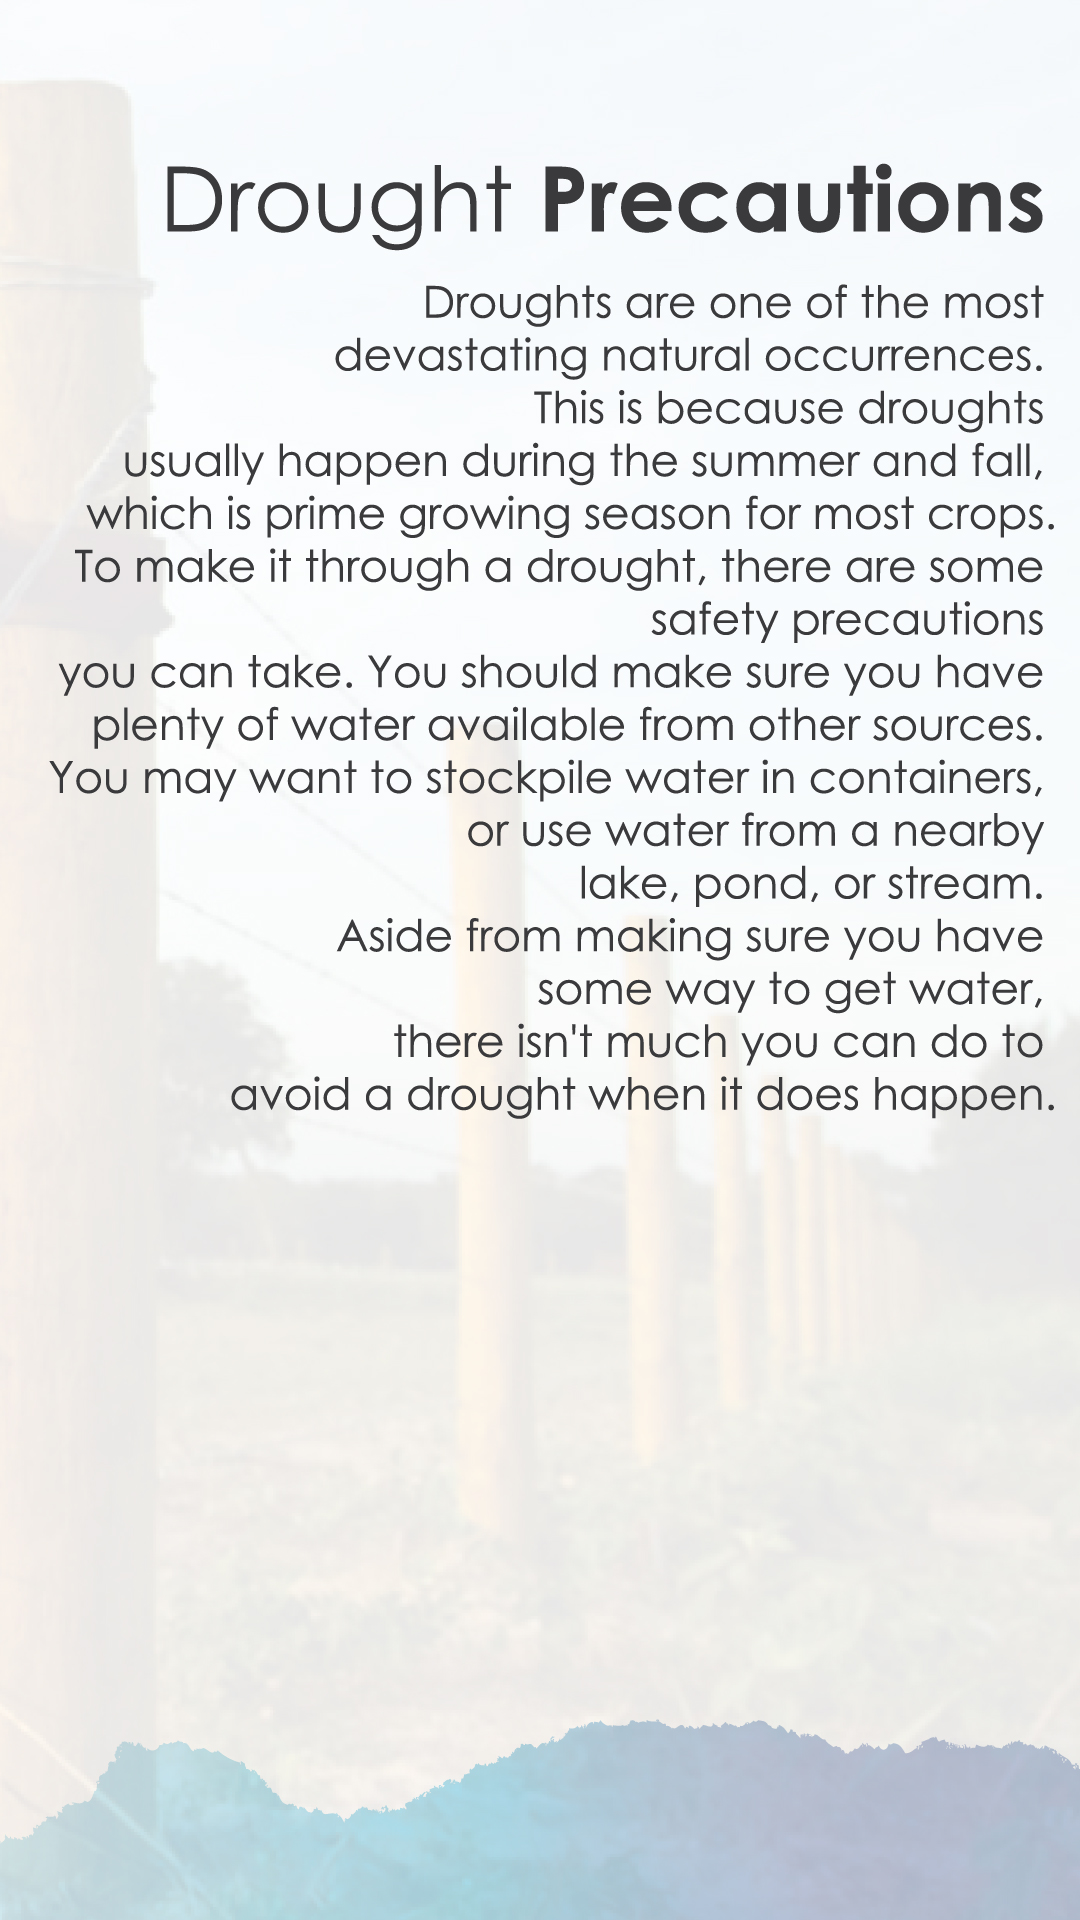 Drought Precautions
Droughts are one of the most
devastating natural occurrences.
This is because droughts
usually happen during the summer and fall,
which is prime growing season for most crops.
To make it through a drought, there are some
safety precautions
you can take. You should make sure you have
plenty of water available from other sources.
You may want to stockpile water in containers,
or use water from a nearby
lake, pond, or stream.
Aside from making sure you have
some way to get water,
there isn't much you can do to
avoid a drought when it does happen.